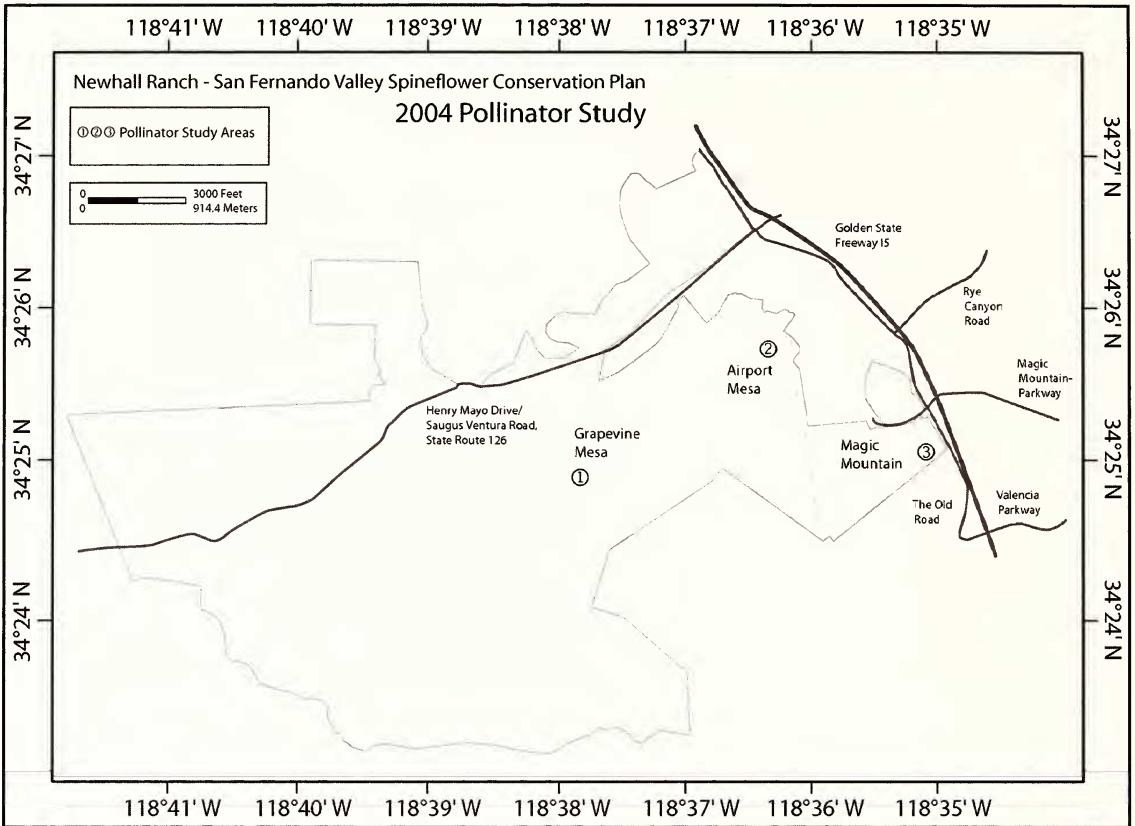 118°41' W 118°40' W 118°39' W 118°38' W 118°37' W 118°36' W 118°35' W
Newhall Ranch - San Fernando Valley Spineflower Conservation Plan
2004 Pollinator Study
①②③ Pollinator Study Areas
0 3000 Feet
0 914.4 Meters
34°27' N
34°26' N
34°25' N
34°24' N
Golden State
Freeway I5
Rye
Canyon
Road
Magic
Mountain-
Parkway
②
Airport
Mesa
Henry Mayo Drive/
Saugus Ventura Road,
State Route 126
Grapevine
Mesa
①
Magic
Mountain
③
The Old
Road
Valencia
Parkway
34°27' N
34°26' N
34°25' N
34°24' N
118°41' W 118°40' W 118°39' W 118°38' W 118°37' W 118°36' W 118°35' W